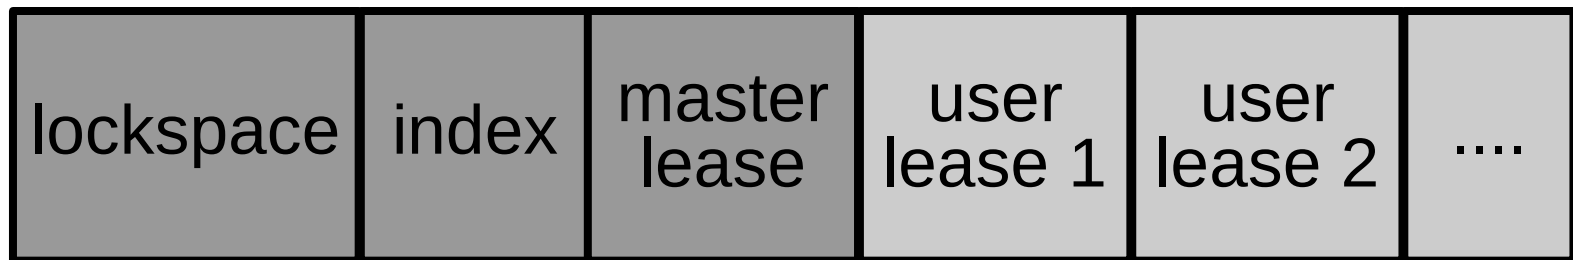 lockspace
index
master
lease
user
lease 1
user
lease 2
....